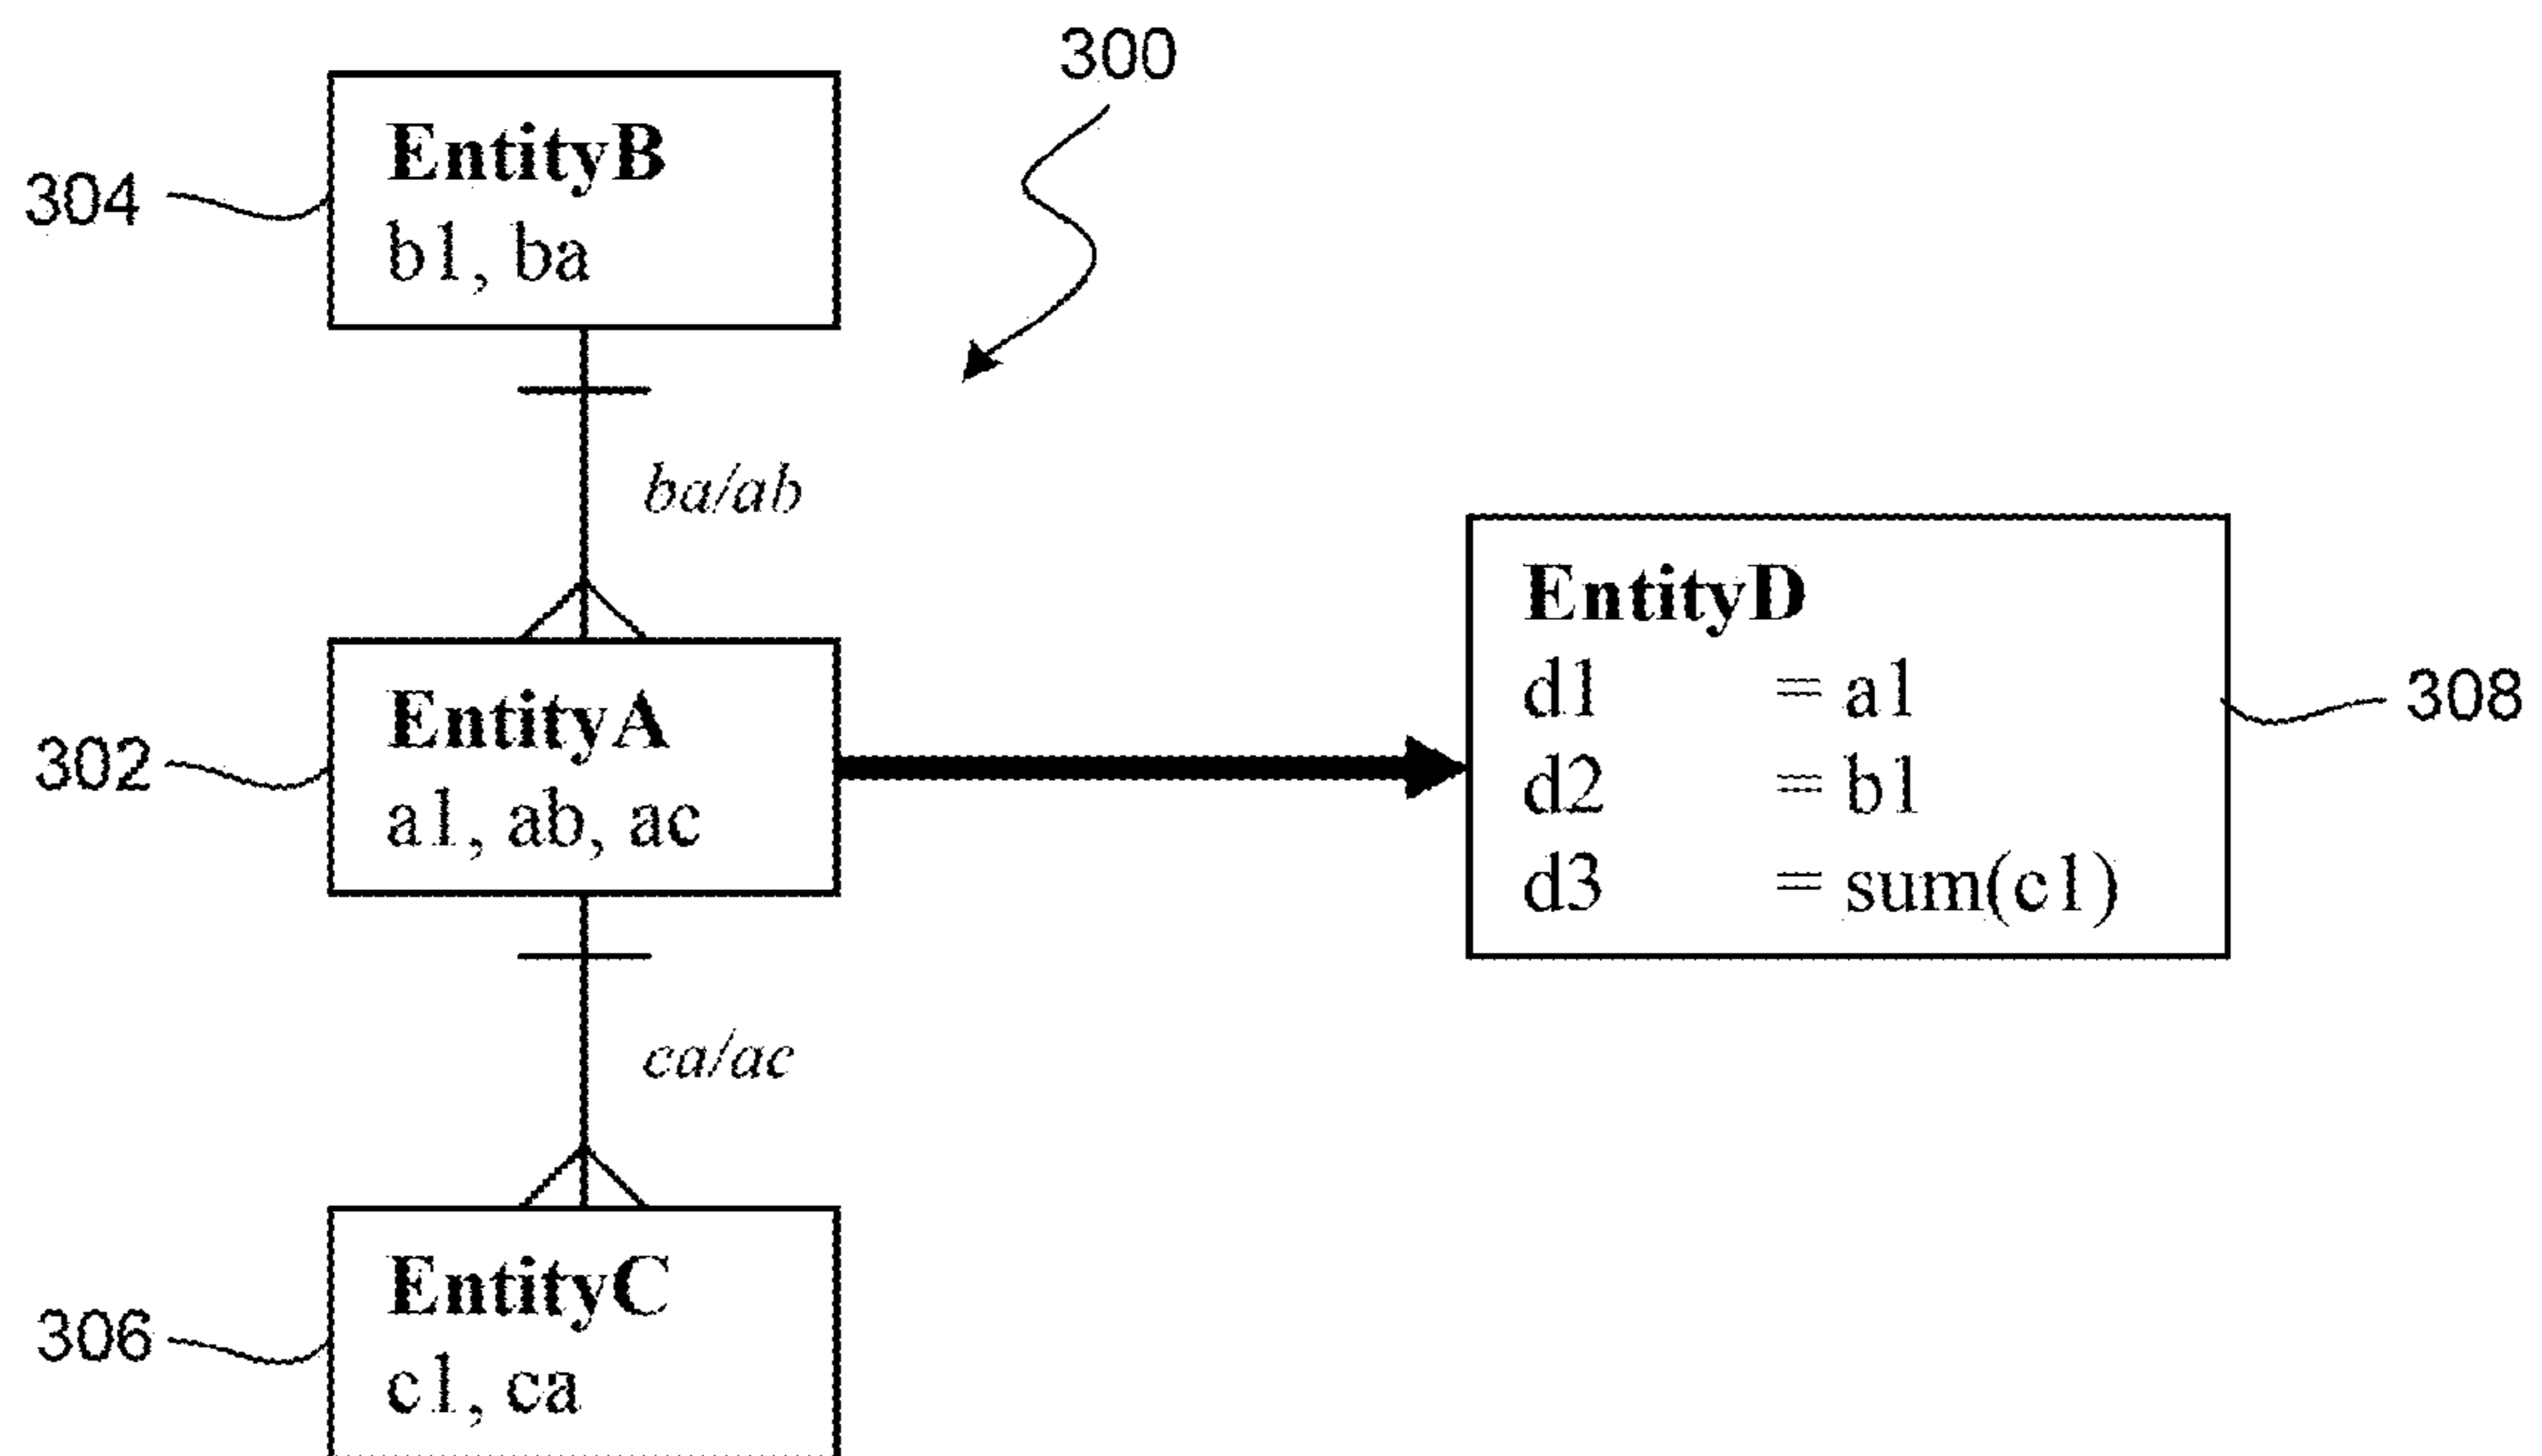 300
304
EntityB
b1, ba
ba/ab
302
EntityA
a1, ab, ac
EntityD
d1 = a1
d2 = b1
d3 = sum(c1)
308
ca/ac
306
EntityC
c1, ca